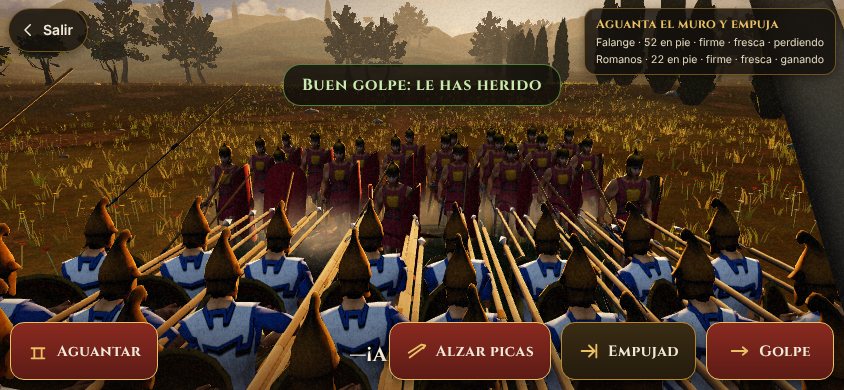 Salir
AGUANTA EL MURO Y EMPUJA
Falange · 52 en pie · firme · fresca · perdiendo
Romanos · 22 en pie · firme · fresca · ganando
BUEN GOLPE: LE HAS HERIDO
—¡A
AGUANTAR
ALZAR PICAS
EMPUJAD
GOLPE